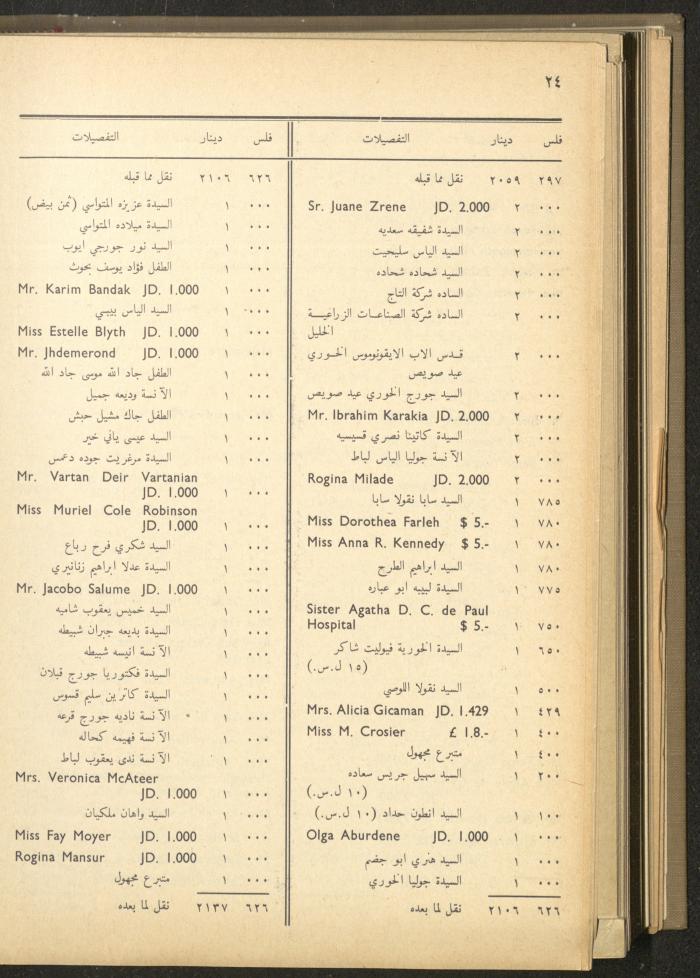 ٢٤
فلس دينار التفصيلات
٢٩٧ ٢٠٥٩ نقل مما قبله
٠٠٠ ٢ Sr. Juane Zrene JD. 2.000
٠٠٠ ٢ السيدة شفيقه سعديه
٠٠٠ ٢ السيد الياس سليحيت
٠٠٠ ٢ السيد شحاده شحاده
٠٠٠ ٢ الساده شركة التاج
٠٠٠ ٢ الساده شركة الصناعات الزراعية
الخليل
٠٠٠ ٢ قدس الاب الايقونوموس الخوري
عيد صويص
٠٠٠ ٢ السيد جورج الخوري عيد صويص
٠٠٠ ٢ Mr. Ibrahim Karakia JD. 2,000
٠٠٠ ٢ السيدة كاتينا نصري قسيسيه
٠٠٠ ٢ الآنسة جوليا الياس لباط
٠٠٠ ٢ Rogina Milade JD. 2.000
٧٨٥ ١ السيد سابا نقولا سابا
٧٨٠ ١ Miss Dorothea Farleh $ 5.-
٧٨٠ ١ Miss Anna R. Kennedy $ 5.-
٧٨٠ ١ السيد ابراهيم الطرح
٧٧٥ ١ السيدة لبيبه ابو عباره
Sister Agatha D. C. de Paul
٧٥٠ ١ Hospital $ 5.-
٦٥٠ ١ السيدة الخورية فيوليت شاكر
(١٥ ل.س.)
٥٠٠ ١ السيد نقولا اللوصي
٤٢٩ ١ Mrs. Alicia Gicaman JD. 1.429
٤٠٠ ١ Miss M. Crosier £ 1.8.-
٤٠٠ ١ متبرع مجهول
٢٠٠ ١ السيد سهيل جريس سعاده
(١٠ ل.س.)
١٠٠ ١ السيد انطون حداد (١٠ ل.س.)
٠٠٠ ١ Olga Aburdene JD. 1.000
٠٠٠ ١ السيد هنري ابو جضم
٠٠٠ ١ السيدة جوليا الخوري
٦٢٦ ٢١٠٦ نقل لما بعده
فلس دينار التفصيلات
٦٢٦ ٢١٠٦ نقل مما قبله
٠٠٠ ١ السيدة عزيزه المتواسي (ثمن بيض)
٠٠٠ ١ السيدة ميلاده المتواسي
٠٠٠ ١ السيد نور جورجي ايوب
٠٠٠ ١ الطفل فؤاد يوسف بحوث
٠٠٠ ١ Mr. Karim Bandak JD. 1.000
٠٠٠ ١ السيد الياس بيبسي
٠٠٠ ١ Miss Estelle Blyth JD. 1.000
٠٠٠ ١ Mr. Jhdemerond JD. 1.000
٠٠٠ ١ الطفل جاد الله موسى جاد الله
٠٠٠ ١ الآنسة وديعه جميل
٠٠٠ ١ الطفل جاك مشيل حبش
٠٠٠ ١ السيد عيسى ياني خير
٠٠٠ ١ السيدة مرغريت جوده دعمس
Mr. Vartan Deir Vartanian
٠٠٠ ١ JD. 1.000
Miss Muriel Cole Robinson
٠٠٠ ١ JD. 1.000
٠٠٠ ١ السيد شكري فرح رباع
٠٠٠ ١ السيدة عدلا ابراهيم زنانيري
٠٠٠ ١ Mr. Jacobo Salume JD. 1.000
٠٠٠ ١ السيد خميس يعقوب شاميه
٠٠٠ ١ السيدة بديعه جبران شبيطه
٠٠٠ ١ الآنسة انيسه شبيطه
٠٠٠ ١ السيدة فكتوريا جورج قبلان
٠٠٠ ١ السيدة كاترين سليم قسوس
٠٠٠ ١ الآنسة ناديه جورج قرعه
٠٠٠ ١ الآنسة فهيمه كحاله
٠٠٠ ١ الآنسة ندى يعقوب لباط
Mrs. Veronica McAteer
٠٠٠ ١ JD. 1.000
٠٠٠ ١ السيد واهان ملكيان
٠٠٠ ١ Miss Fay Moyer JD. 1.000
٠٠٠ ١ Rogina Mansur JD. 1.000
٠٠٠ ١ متبرع مجهول
٦٢٦ ٢١٣٧ نقل لما بعده